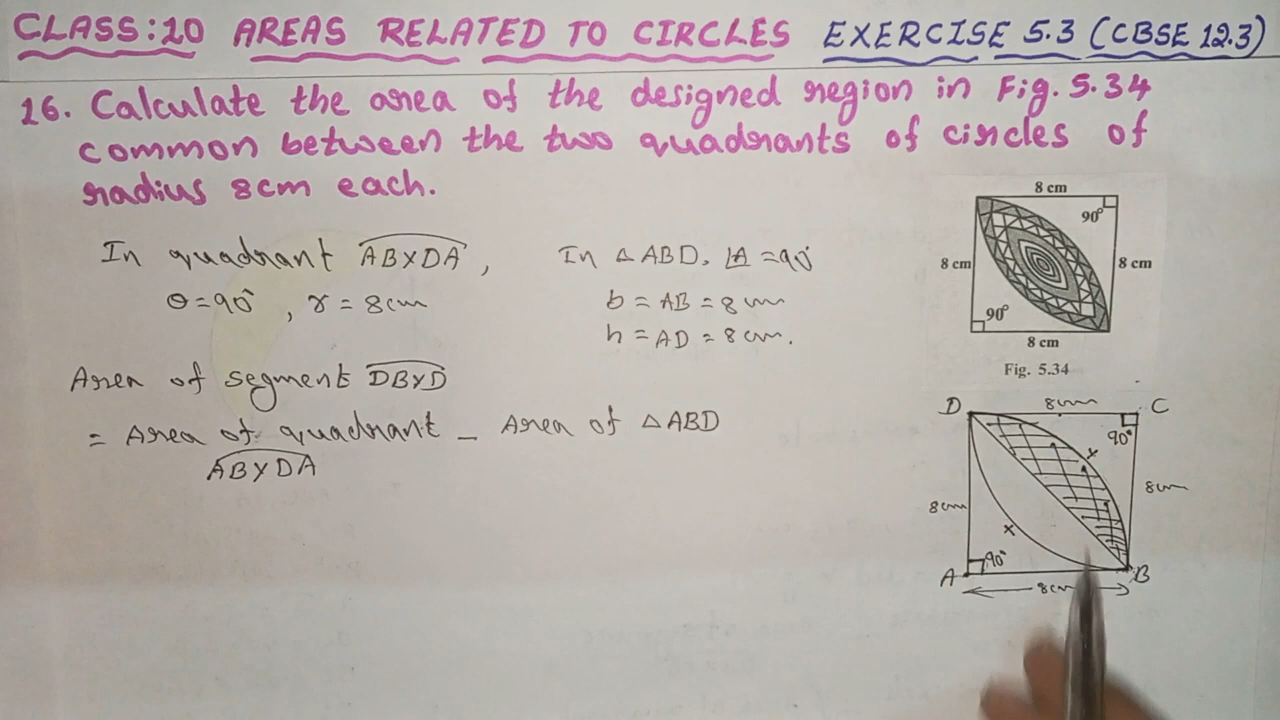 CLASS:10 AREAS RELATED TO CIRCLES EXERCISE 5.3 (CBSE 12.3)
16. Calculate the area of the designed region in Fig. 5.34
common between the two quadrants of circles of
radius 8cm each.
In quadrant ABYDA,
θ=90°, r=8cm
Area of segment DBYD
= Area of quadrant - Area of △ABD
ABYDA
In △ABD, ∠A=90°
b=AB=8cm
h=AD=8cm.
8 cm
90°
8 cm
8 cm
90°
8 cm
Fig. 5.34
D
8cm
C
90°
x
8cm
8cm
x
90°
A
B
8cm